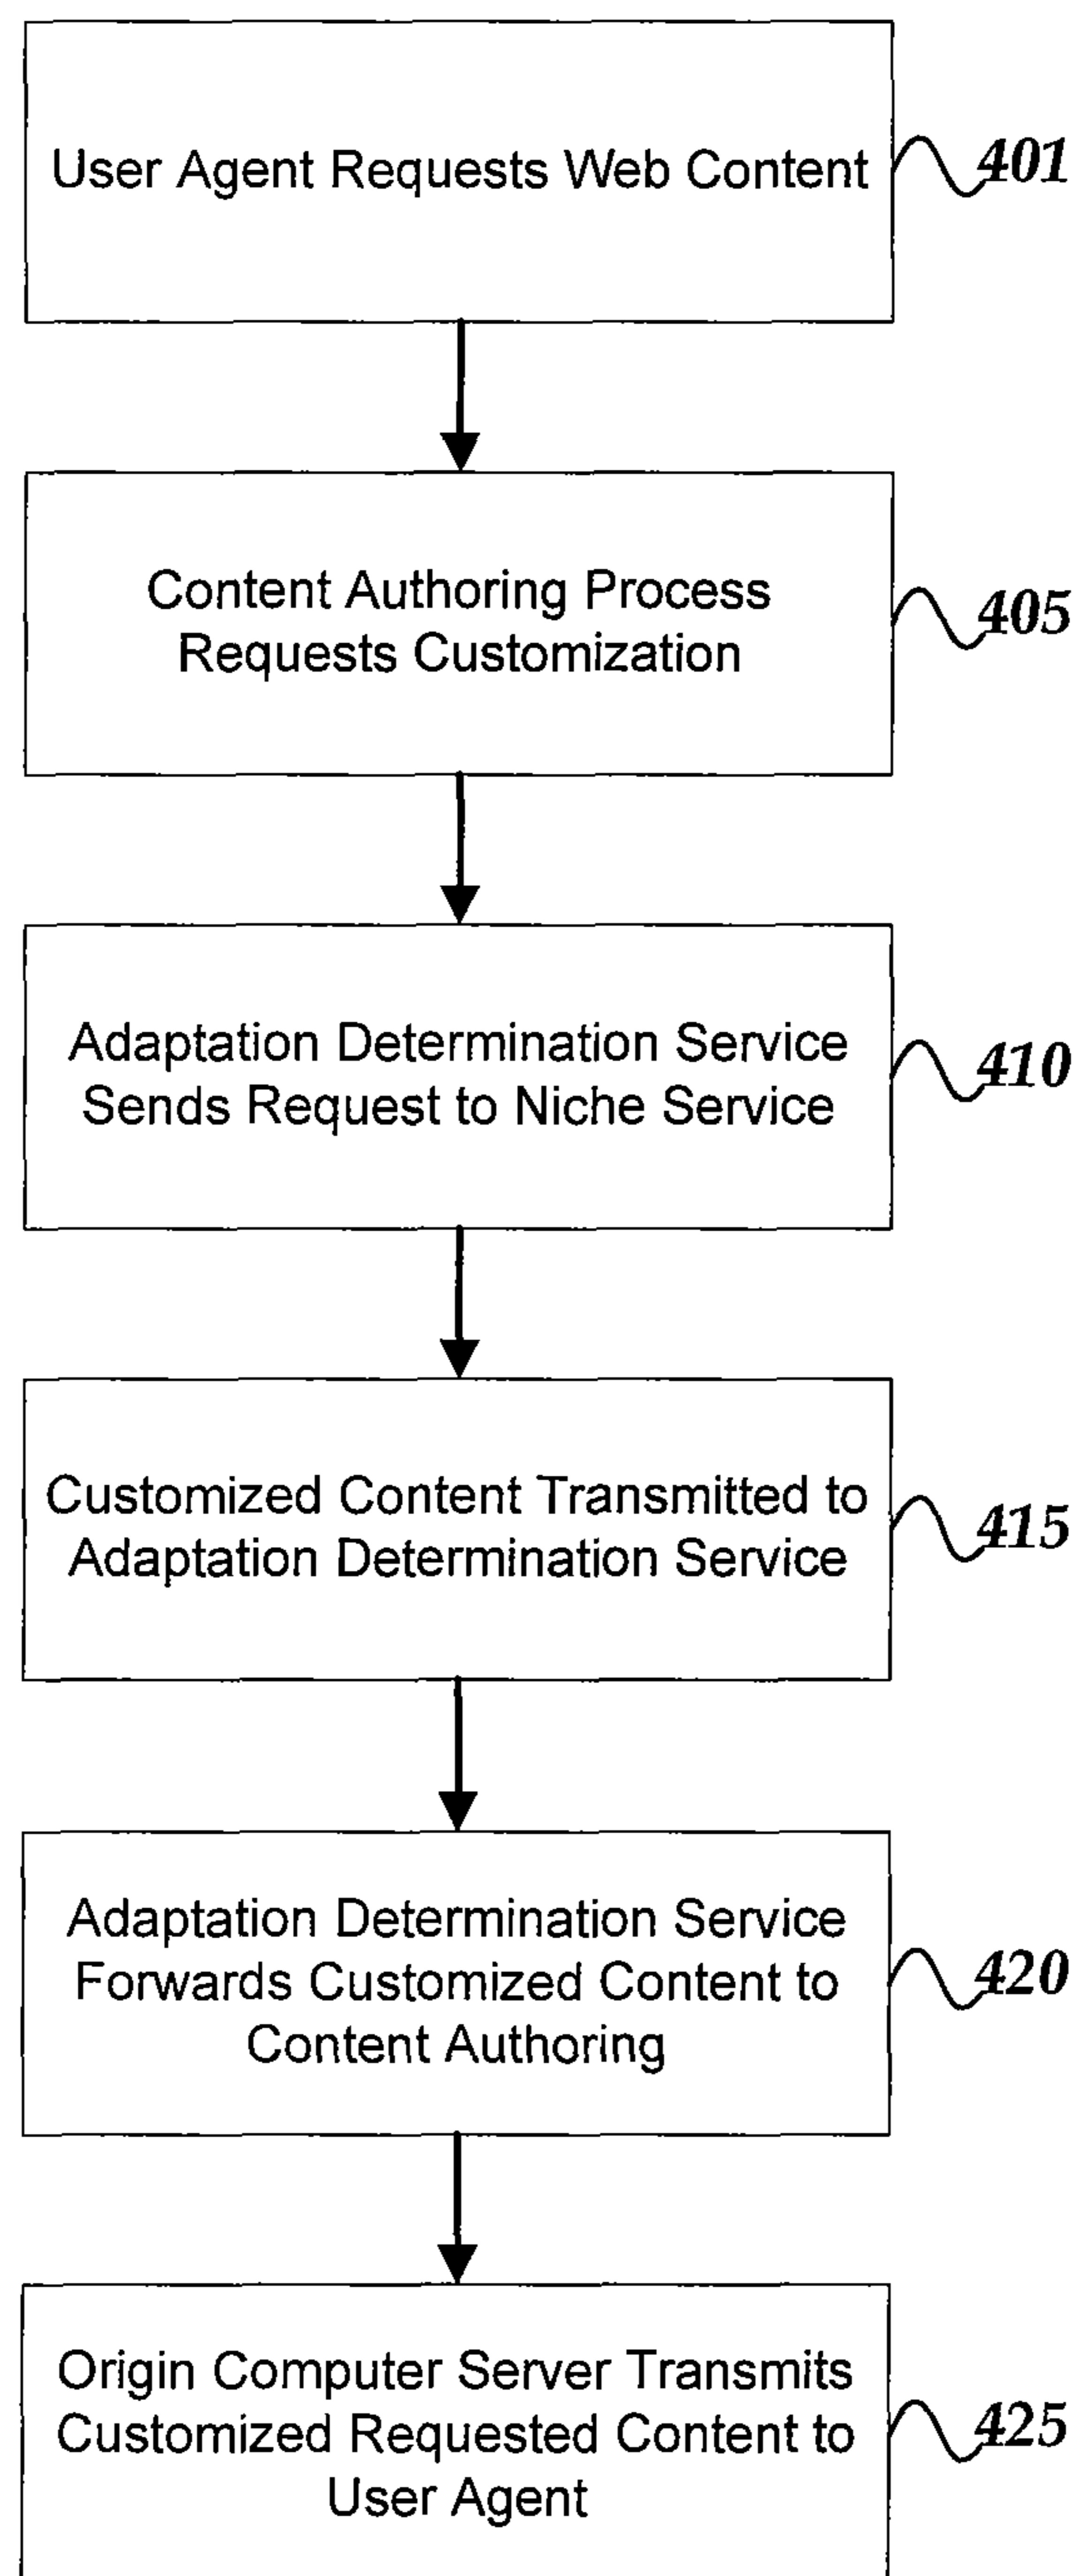 User Agent Requests Web Content
401
Content Authoring Process
Requests Customization
405
Adaptation Determination Service
Sends Request to Niche Service
410
Customized Content Transmitted to
Adaptation Determination Service
415
Adaptation Determination Service
Forwards Customized Content to
Content Authoring
420
Origin Computer Server Transmits
Customized Requested Content to
User Agent
425